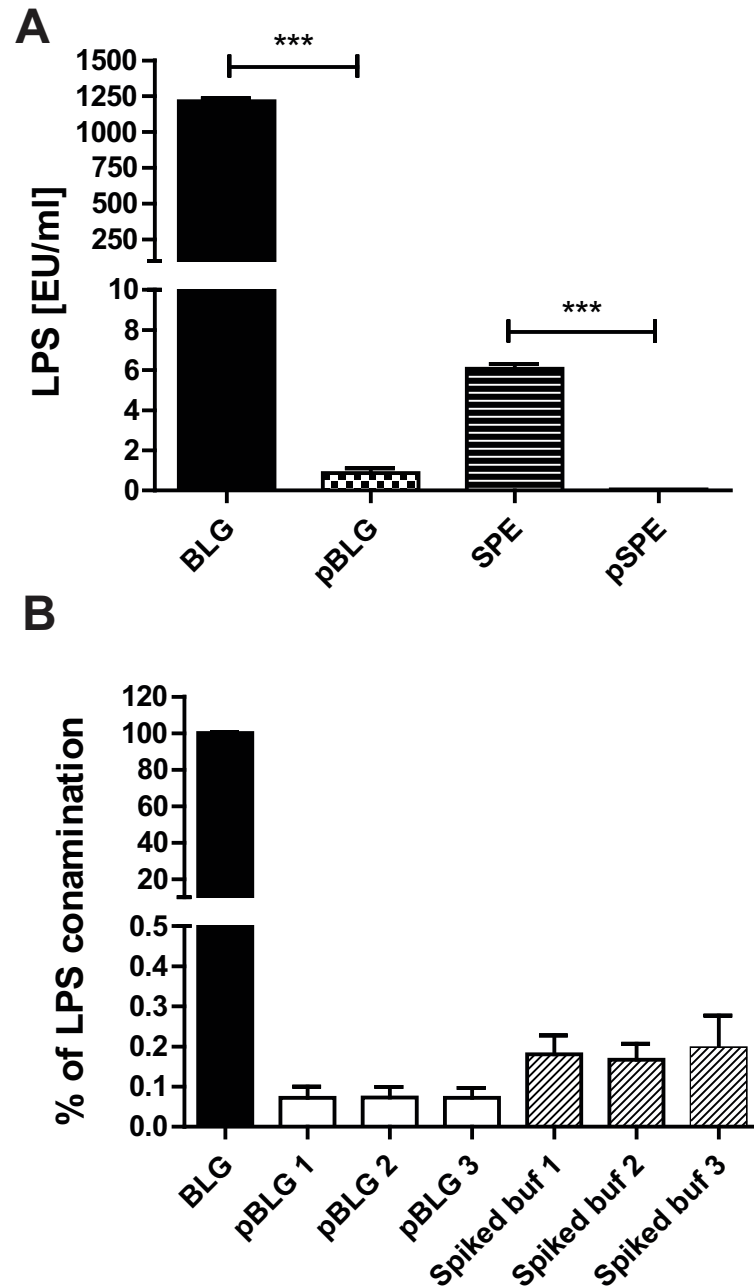 A
***
1500
1250
1000
750
500
250
10
8
6
4
2
0
LPS [EU/ml]
***
BLG
pBLG
SPE
pSPE
B
120
100
80
60
40
20
0.5
0.4
0.3
0.2
0.1
0.0
% of LPS conamination
BLG
pBLG 1
pBLG 2
pBLG 3
Spiked buf 1
Spiked buf 2
Spiked buf 3